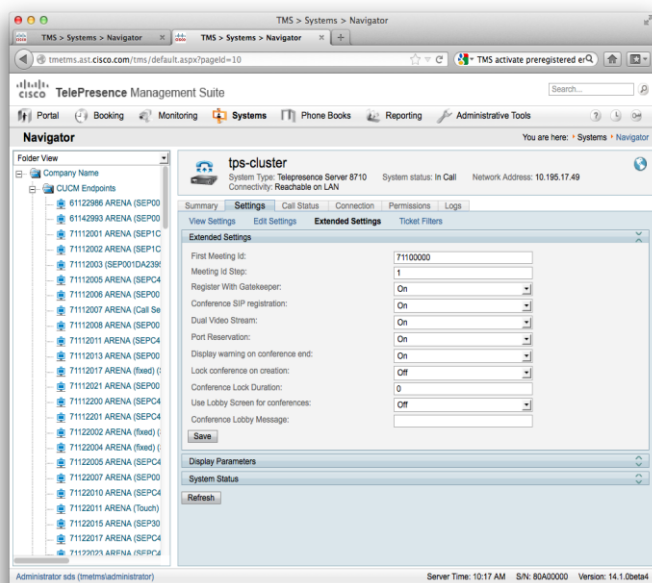 TMS > Systems > Navigator
TMS > Systems > Navigator
TMS > Systems > Navigator
tmetms.ast.cisco.com/tms/default.aspx?pageId=10
TMS activate preregistered er
cisco TelePresence Management Suite
Search...
Portal Booking Monitoring Systems Phone Books Reporting Administrative Tools
Navigator
You are here: Systems Navigator
Folder View
Company Name
CUCM Endpoints
61122986 ARENA (SEP00
61142993 ARENA (SEP00
71112001 ARENA (SEP1C
71112002 ARENA (SEP1C
71112003 (SEP001DA239
71112005 ARENA (SEPC4
71112006 ARENA (SEP00
71112007 ARENA (Call Se
71112008 ARENA (SEP00
71112011 ARENA (SEPC4
71112013 ARENA (SEP00
71112017 ARENA (fixed) (
71112021 ARENA (SEP00
71112200 ARENA (SEPC4
71112201 ARENA (SEPC4
71122002 ARENA (fixed) (
71122004 ARENA (fixed) (
71122005 ARENA (SEPC4
71122007 ARENA (SEP00
71122010 ARENA (SEPC4
71122011 ARENA (Touch)
71122015 ARENA (SEP30
71122017 ARENA (SEPC4
71122023 ARENA (SEPC4
tps-cluster
System Type: Telepresence Server 8710 System status: In Call Network Address: 10.195.17.49
Connectivity: Reachable on LAN
Summary Settings Call Status Connection Permissions Logs
View Settings Edit Settings Extended Settings Ticket Filters
Extended Settings
First Meeting Id: 71100000
Meeting Id Step: 1
Register With Gatekeeper: On
Conference SIP registration: On
Dual Video Stream: On
Port Reservation: On
Display warning on conference end: On
Lock conference on creation: Off
Conference Lock Duration: 0
Use Lobby Screen for conferences: Off
Conference Lobby Message:
Save
Display Parameters
System Status
Refresh
Administrator sds (tmetms\administrator)
Server Time: 10:17 AM S/N: 80A00000 Version: 14.1.0beta4